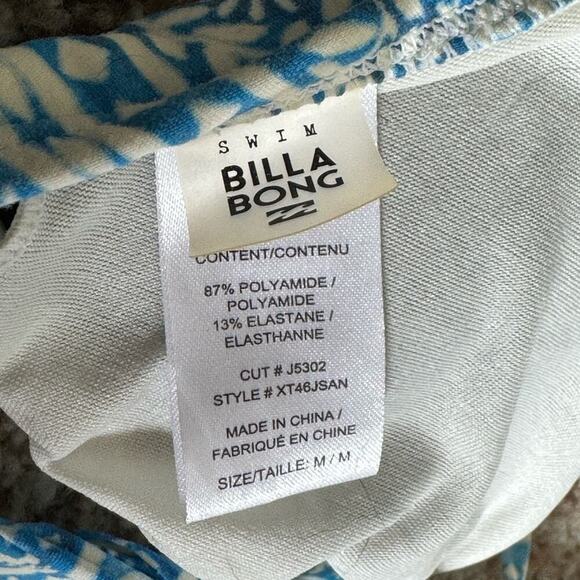 SWIM
BILLA
BONG
CONTENT/CONTENU
87% POLYAMIDE /
POLYAMIDE
13% ELASTANE /
ELASTHANNE
CUT # J5302
STYLE # XT46JSAN
MADE IN CHINA /
FABRIQUÉ EN CHINE
SIZE/TAILLE: M / M